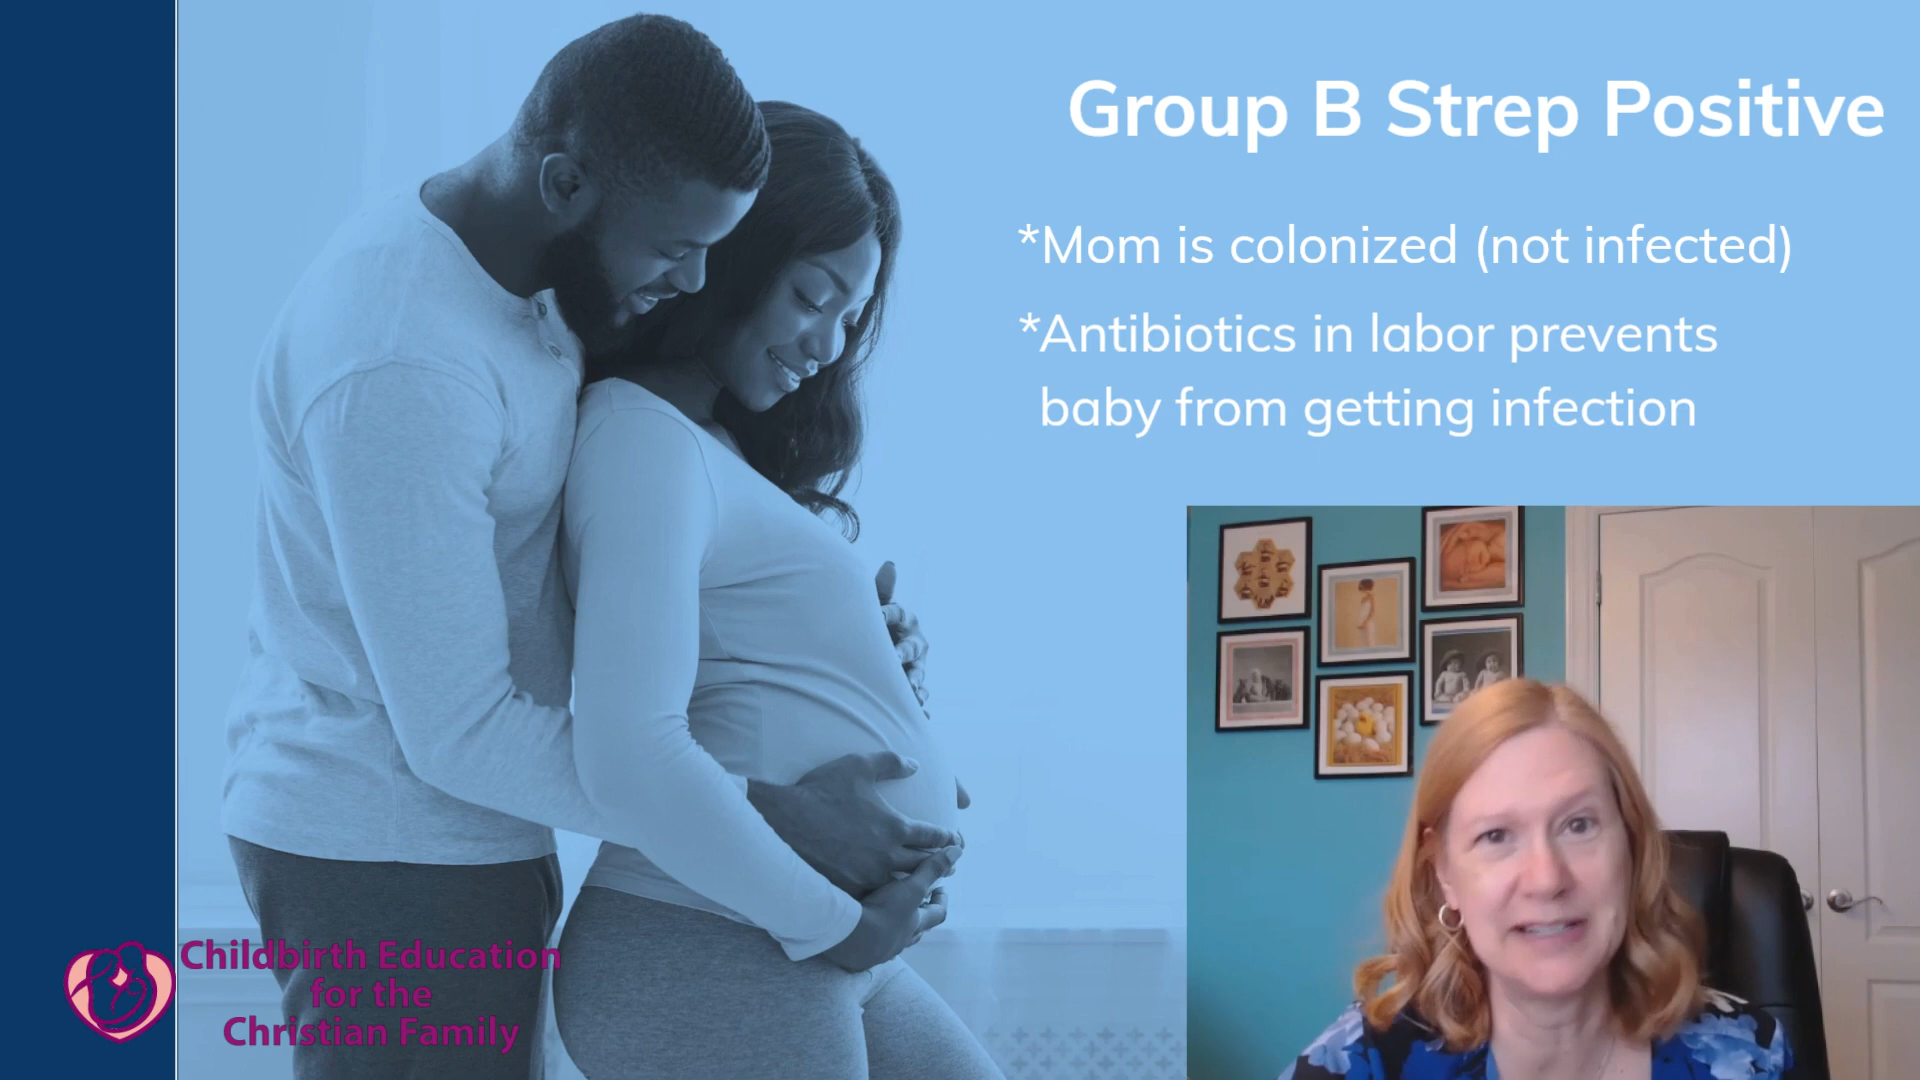 Group B Strep Positive
*Mom is colonized (not infected)
*Antibiotics in labor prevents
baby from getting infection
Childbirth Education
for the
Christian Family